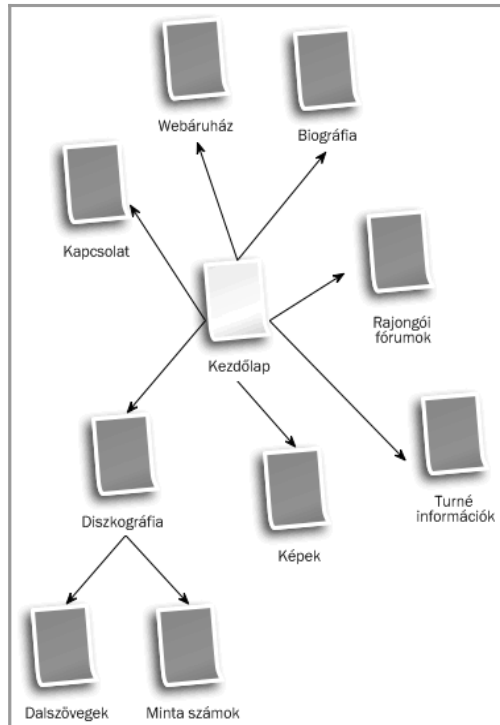 Webáruház
Biográfia
Kapcsolat
Rajongói
fórumok
Kezdőlap
Turné
információk
Diszkográfia
Képek
Dalszövegek
Minta számok